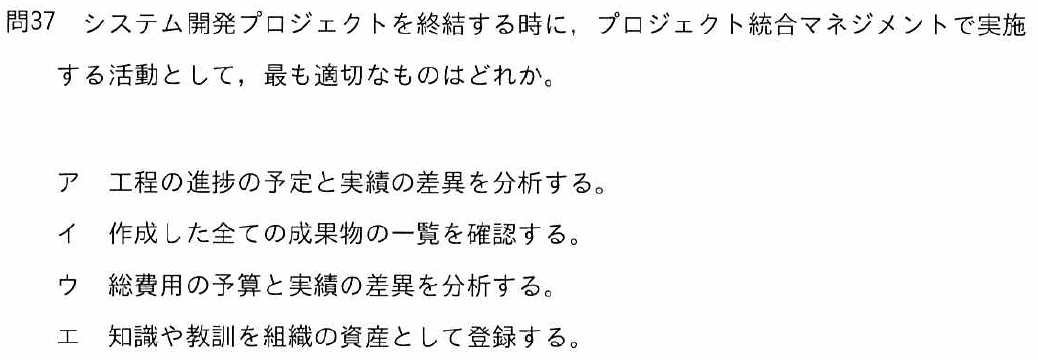 問37　システム開発プロジェクトを終結する時に，プロジェクト統合マネジメントで実施
する活動として，最も適切なものはどれか。
ア　工程の進捗の予定と実績の差異を分析する。
イ　作成した全ての成果物の一覧を確認する。
ウ　総費用の予算と実績の差異を分析する。
エ　知識や教訓を組織の資産として登録する。